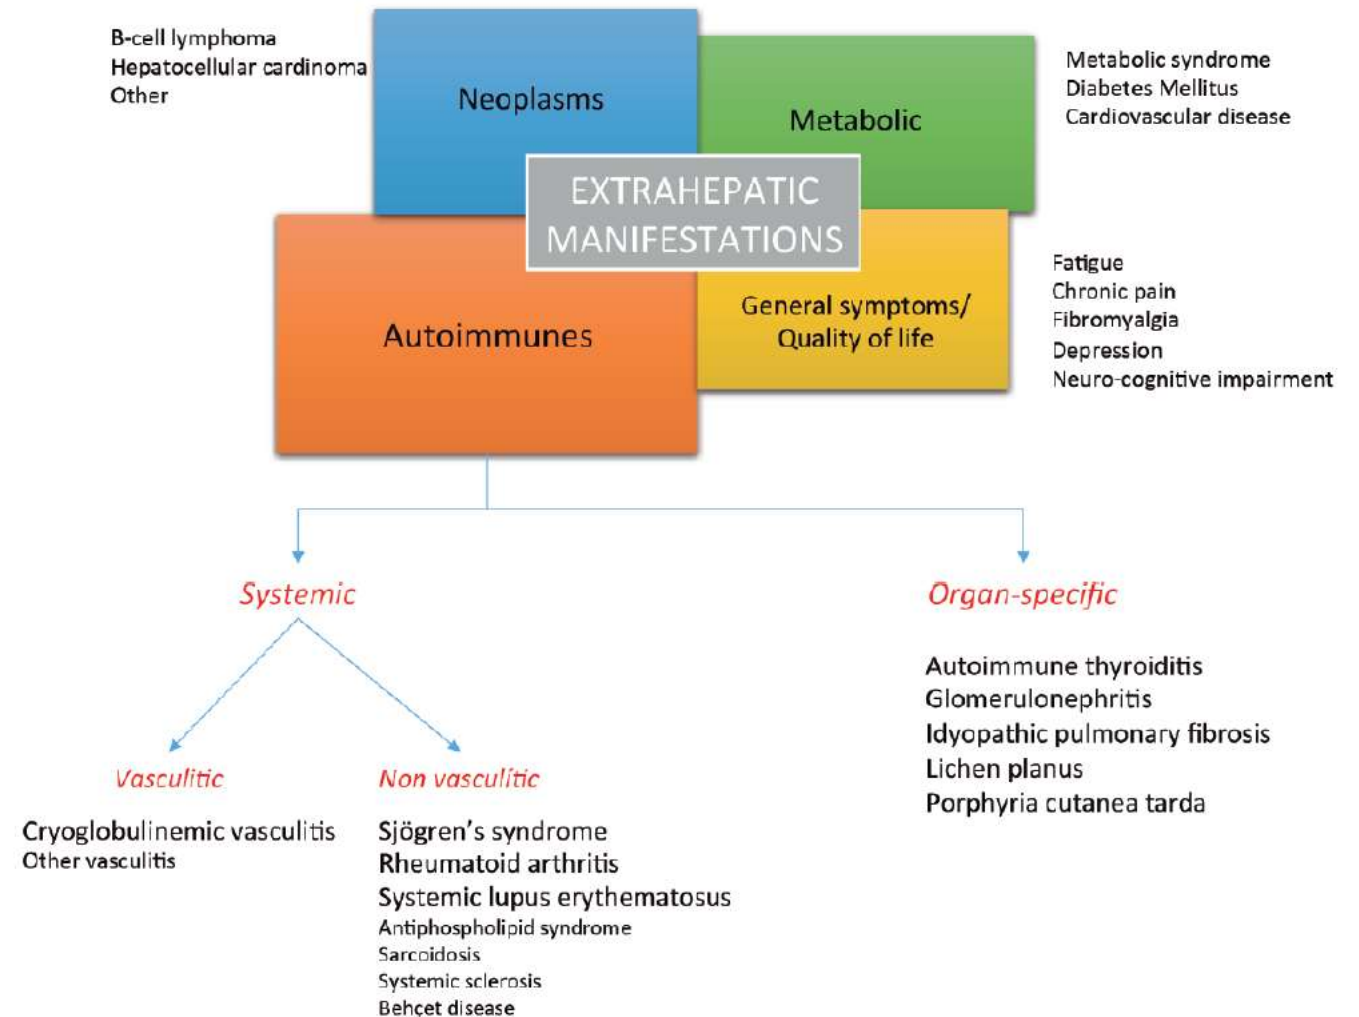 B-cell lymphoma
Hepatocellular cardinoma
Other
Neoplasms
Metabolic
Metabolic syndrome
Diabetes Mellitus
Cardiovascular disease
EXTRAHEPATIC
MANIFESTATIONS
Autoimmunes
General symptoms/
Quality of life
Fatigue
Chronic pain
Fibromyalgia
Depression
Neuro-cognitive impairment
Systemic
Organ-specific
Autoimmune thyroiditis
Glomerulonephritis
Idyopathic pulmonary fibrosis
Lichen planus
Porphyria cutanea tarda
Vasculitic
Cryoglobulinemic vasculitis
Other vasculitis
Non vasculític
Sjögren's syndrome
Rheumatoid arthritis
Systemic lupus erythematosus
Antiphospholipid syndrome
Sarcoidosis
Systemic sclerosis
Behçet disease